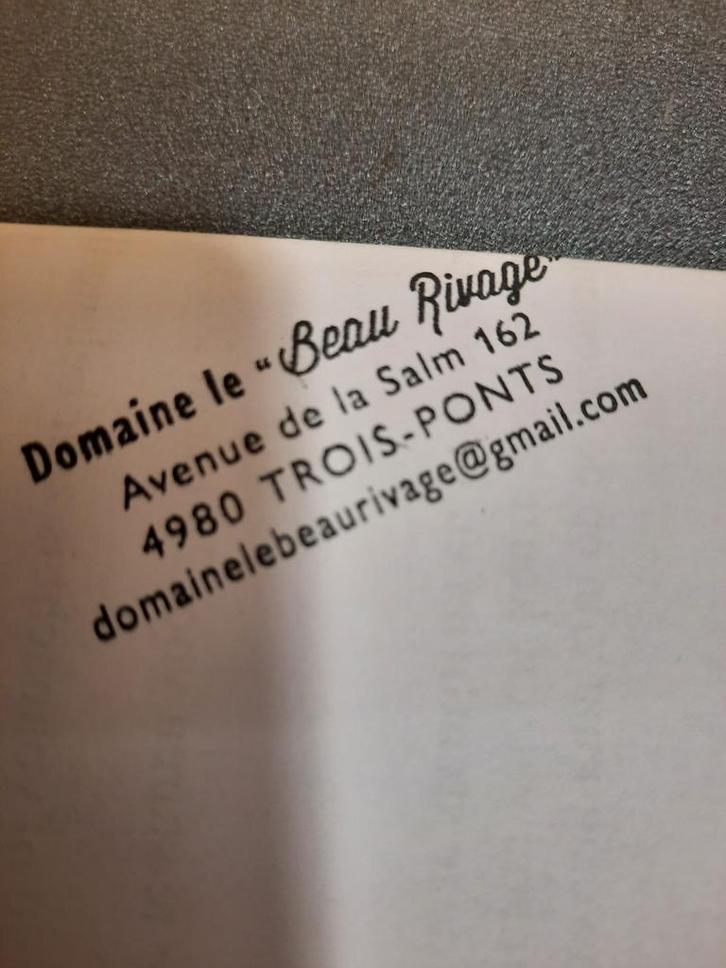 Domaine le "Beau Rivage"
Avenue de la Salm 162
4980 TROIS-PONTS
domainelebeaurivage@gmail.com